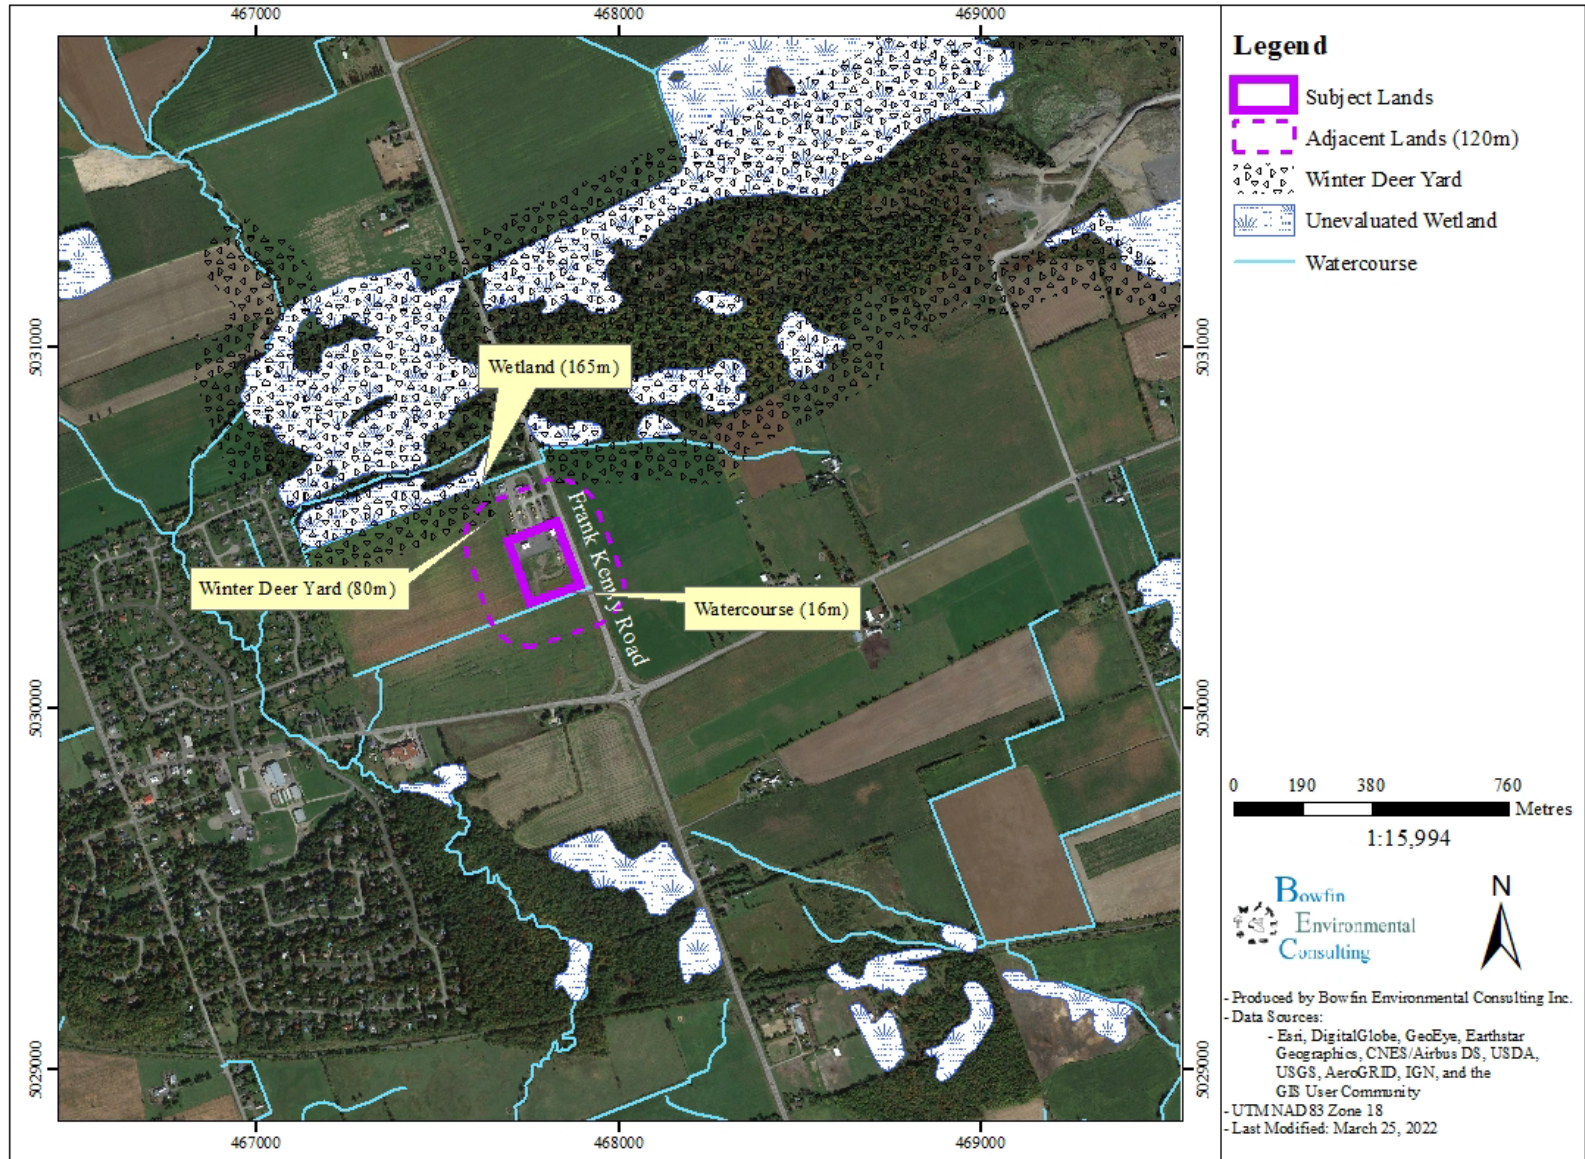 467000
468000
469000
5031000
5030000
5029000
Wetland (165m)
Frank Kenny Road
Winter Deer Yard (80m)
Watercourse (16m)
5031000
5030000
5029000
467000
468000
469000
Legend
Subject Lands
Adjacent Lands (120m)
Winter Deer Yard
Unevaluated Wetland
Watercourse
0 190 380 760
Metres
1:15,994
Bowfin
Environmental
Consulting
N
- Produced by Bowfin Environmental Consulting Inc.
- Data Sources:
- Esri, DigitalGlobe, GeoEye, Earthstar
Geographics, CNES/Airbus DS, USDA,
USGS, AeroGRID, IGN, and the
GIS User Community
- UTM NAD 83 Zone 18
- Last Modified: March 25, 2022